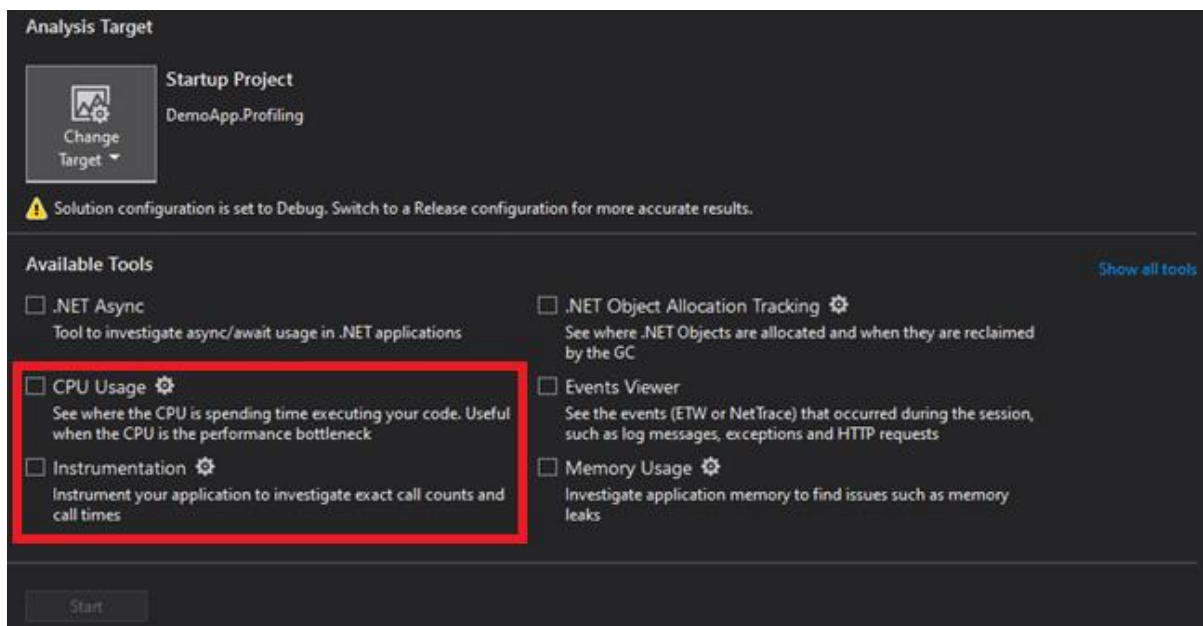 Analysis Target
Startup Project
DemoApp.Profiling
Change
Target
Solution configuration is set to Debug. Switch to a Release configuration for more accurate results.
Available Tools
Show all tools
.NET Async
Tool to investigate async/await usage in .NET applications
.NET Object Allocation Tracking
See where .NET Objects are allocated and when they are reclaimed
by the GC
CPU Usage
See where the CPU is spending time executing your code. Useful
when the CPU is the performance bottleneck
Events Viewer
See the events (ETW or NetTrace) that occurred during the session,
such as log messages, exceptions and HTTP requests
Instrumentation
Instrument your application to investigate exact call counts and
call times
Memory Usage
Investigate application memory to find issues such as memory
leaks
Start